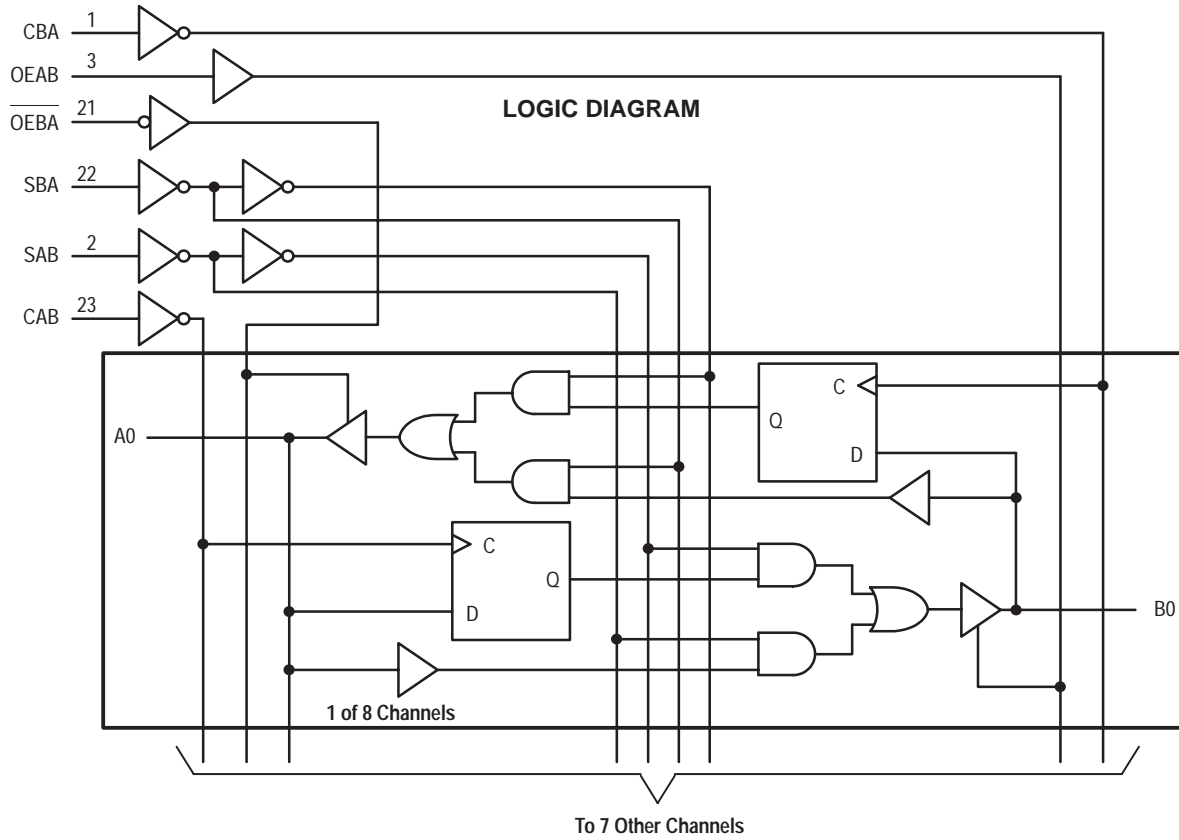 CBA 1
OEAB 3
LOGIC DIAGRAM
OEBA 21
SBA 22
SAB 2
CAB 23
C
Q
D
A0
C
Q
D
B0
1 of 8 Channels
To 7 Other Channels